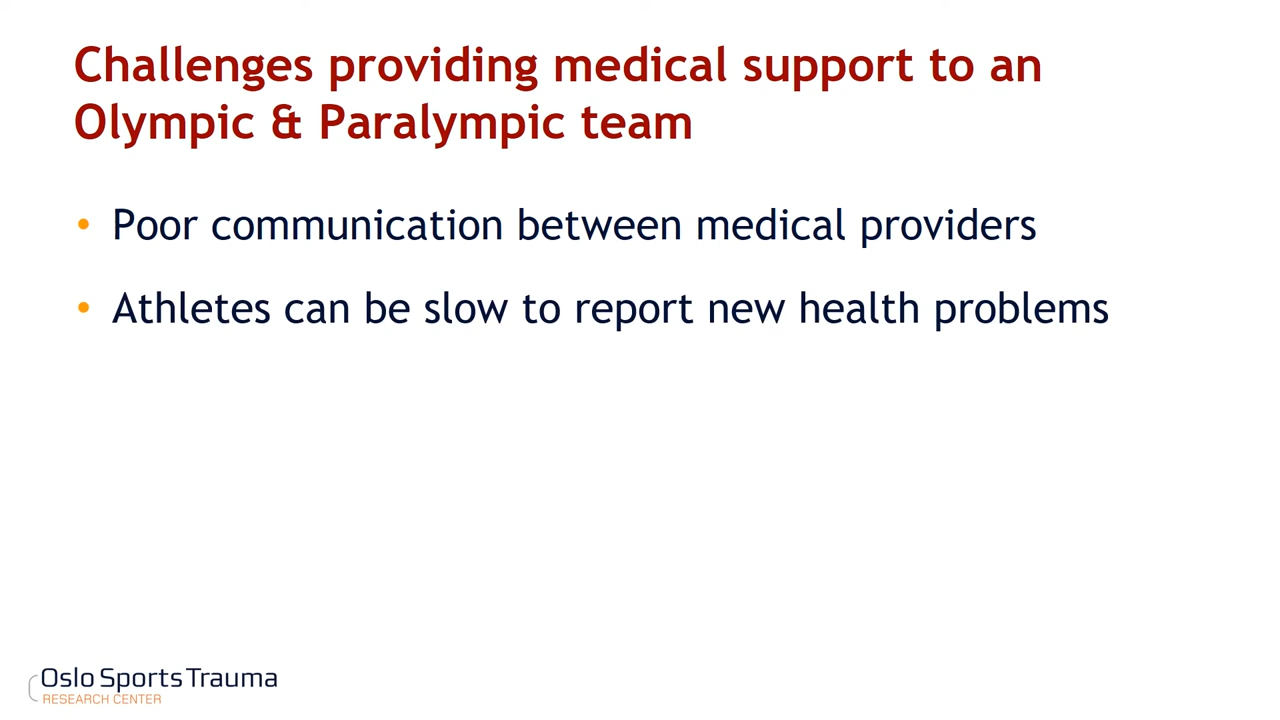 Challenges providing medical support to an
Olympic & Paralympic team
• Poor communication between medical providers
• Athletes can be slow to report new health problems
Oslo Sports Trauma
RESEARCH CENTER